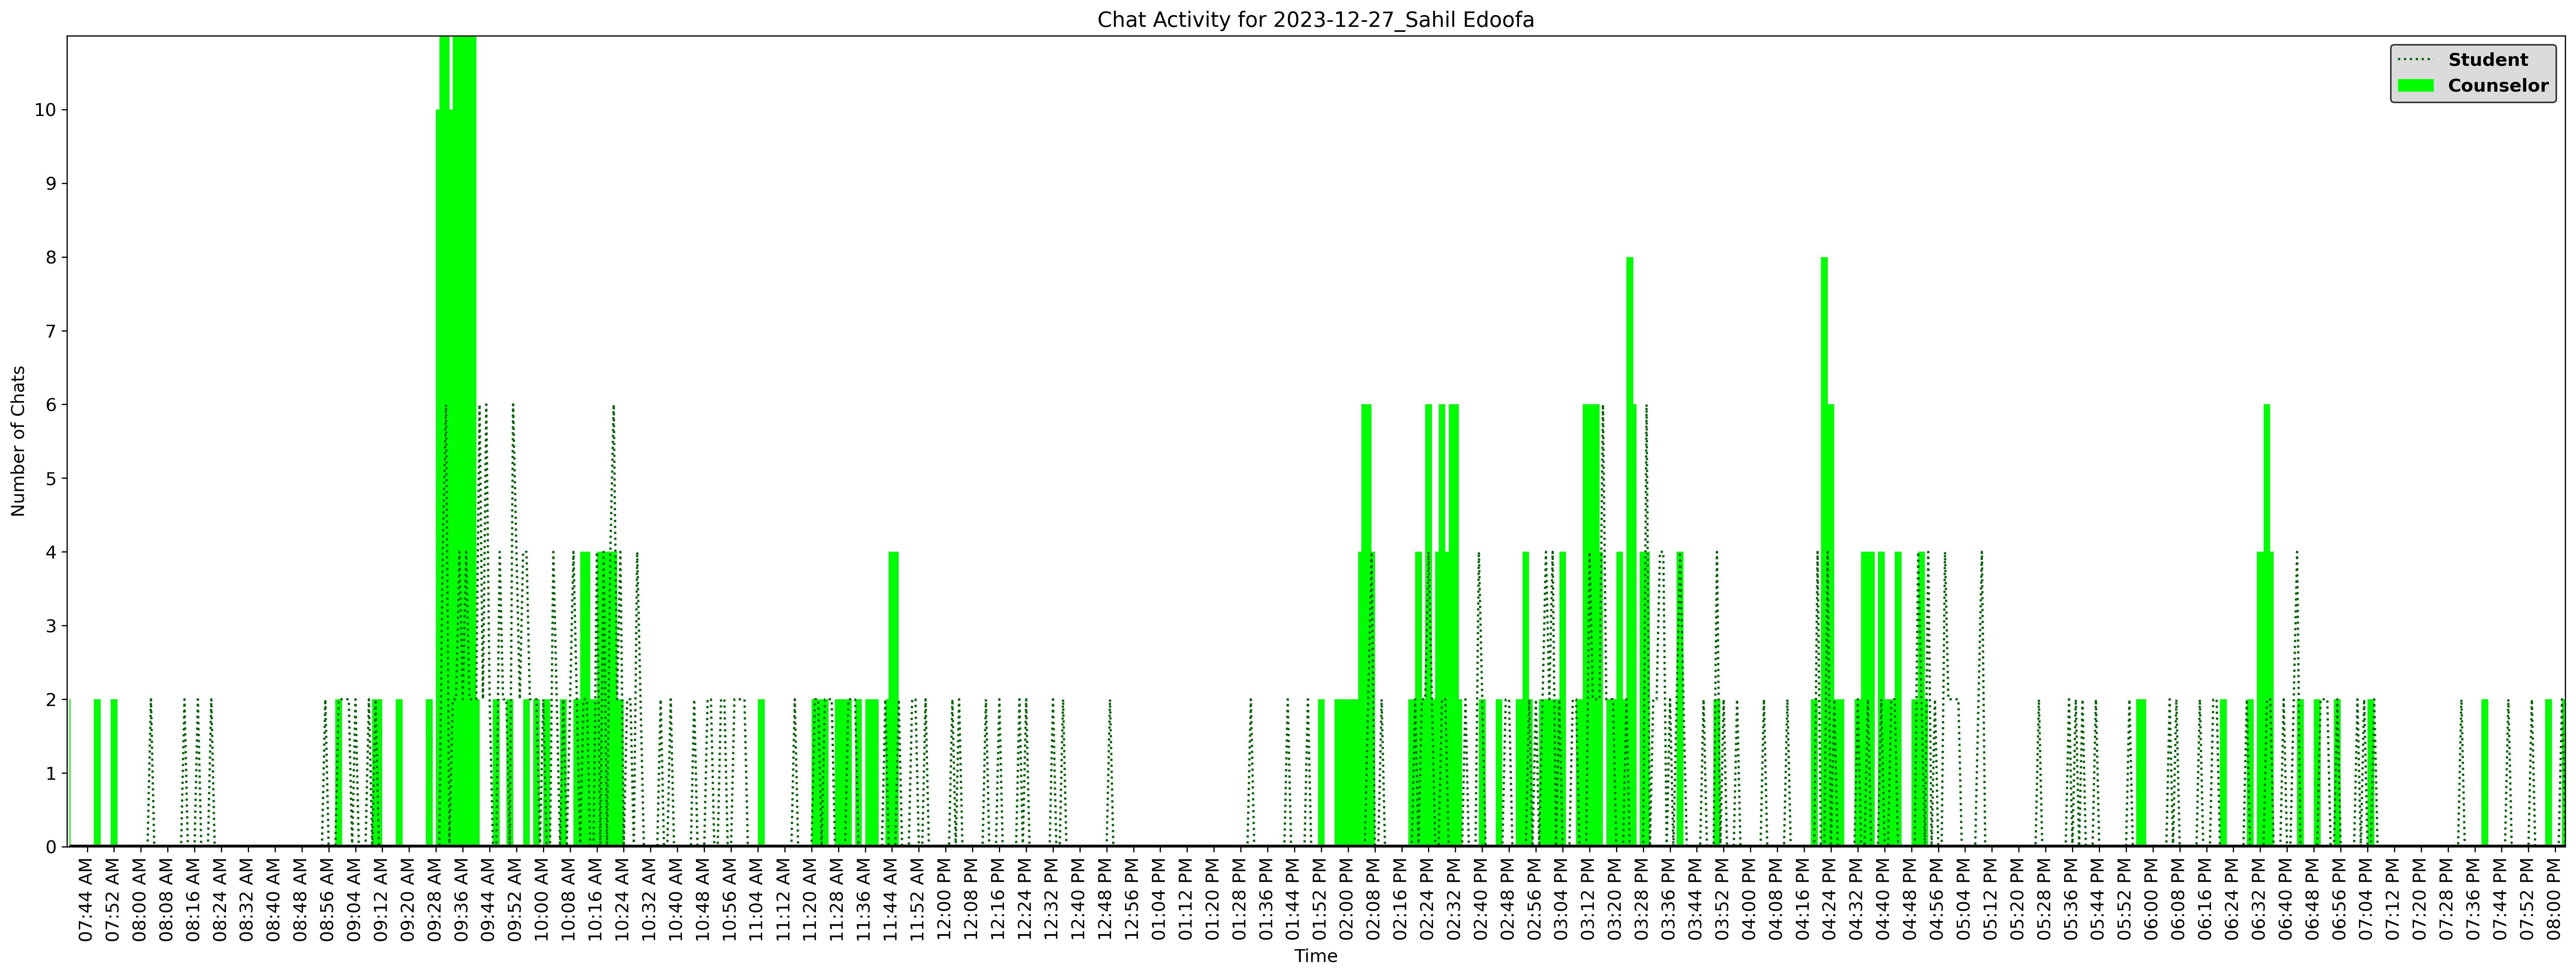 Chat Activity for 2023-12-27_Sahil Edoofa
Student
Counselor
Number of Chats
10
9
8
7
6
5
4
3
2
1
0
07:44 AM
07:52 AM
08:00 AM
08:08 AM
08:16 AM
08:24 AM
08:32 AM
08:40 AM
08:48 AM
08:56 AM
09:04 AM
09:12 AM
09:20 AM
09:28 AM
09:36 AM
09:44 AM
09:52 AM
10:00 AM
10:08 AM
10:16 AM
10:24 AM
10:32 AM
10:40 AM
10:48 AM
10:56 AM
11:04 AM
11:12 AM
11:20 AM
11:28 AM
11:36 AM
11:44 AM
11:52 AM
12:00 PM
12:08 PM
12:16 PM
12:24 PM
12:32 PM
12:40 PM
12:48 PM
12:56 PM
01:04 PM
01:12 PM
01:20 PM
01:28 PM
01:36 PM
01:44 PM
01:52 PM
02:00 PM
02:08 PM
02:16 PM
02:24 PM
02:32 PM
02:40 PM
02:48 PM
02:56 PM
03:04 PM
03:12 PM
03:20 PM
03:28 PM
03:36 PM
03:44 PM
03:52 PM
04:00 PM
04:08 PM
04:16 PM
04:24 PM
04:32 PM
04:40 PM
04:48 PM
04:56 PM
05:04 PM
05:12 PM
05:20 PM
05:28 PM
05:36 PM
05:44 PM
05:52 PM
06:00 PM
06:08 PM
06:16 PM
06:24 PM
06:32 PM
06:40 PM
06:48 PM
06:56 PM
07:04 PM
07:12 PM
07:20 PM
07:28 PM
07:36 PM
07:44 PM
07:52 PM
08:00 PM
Time